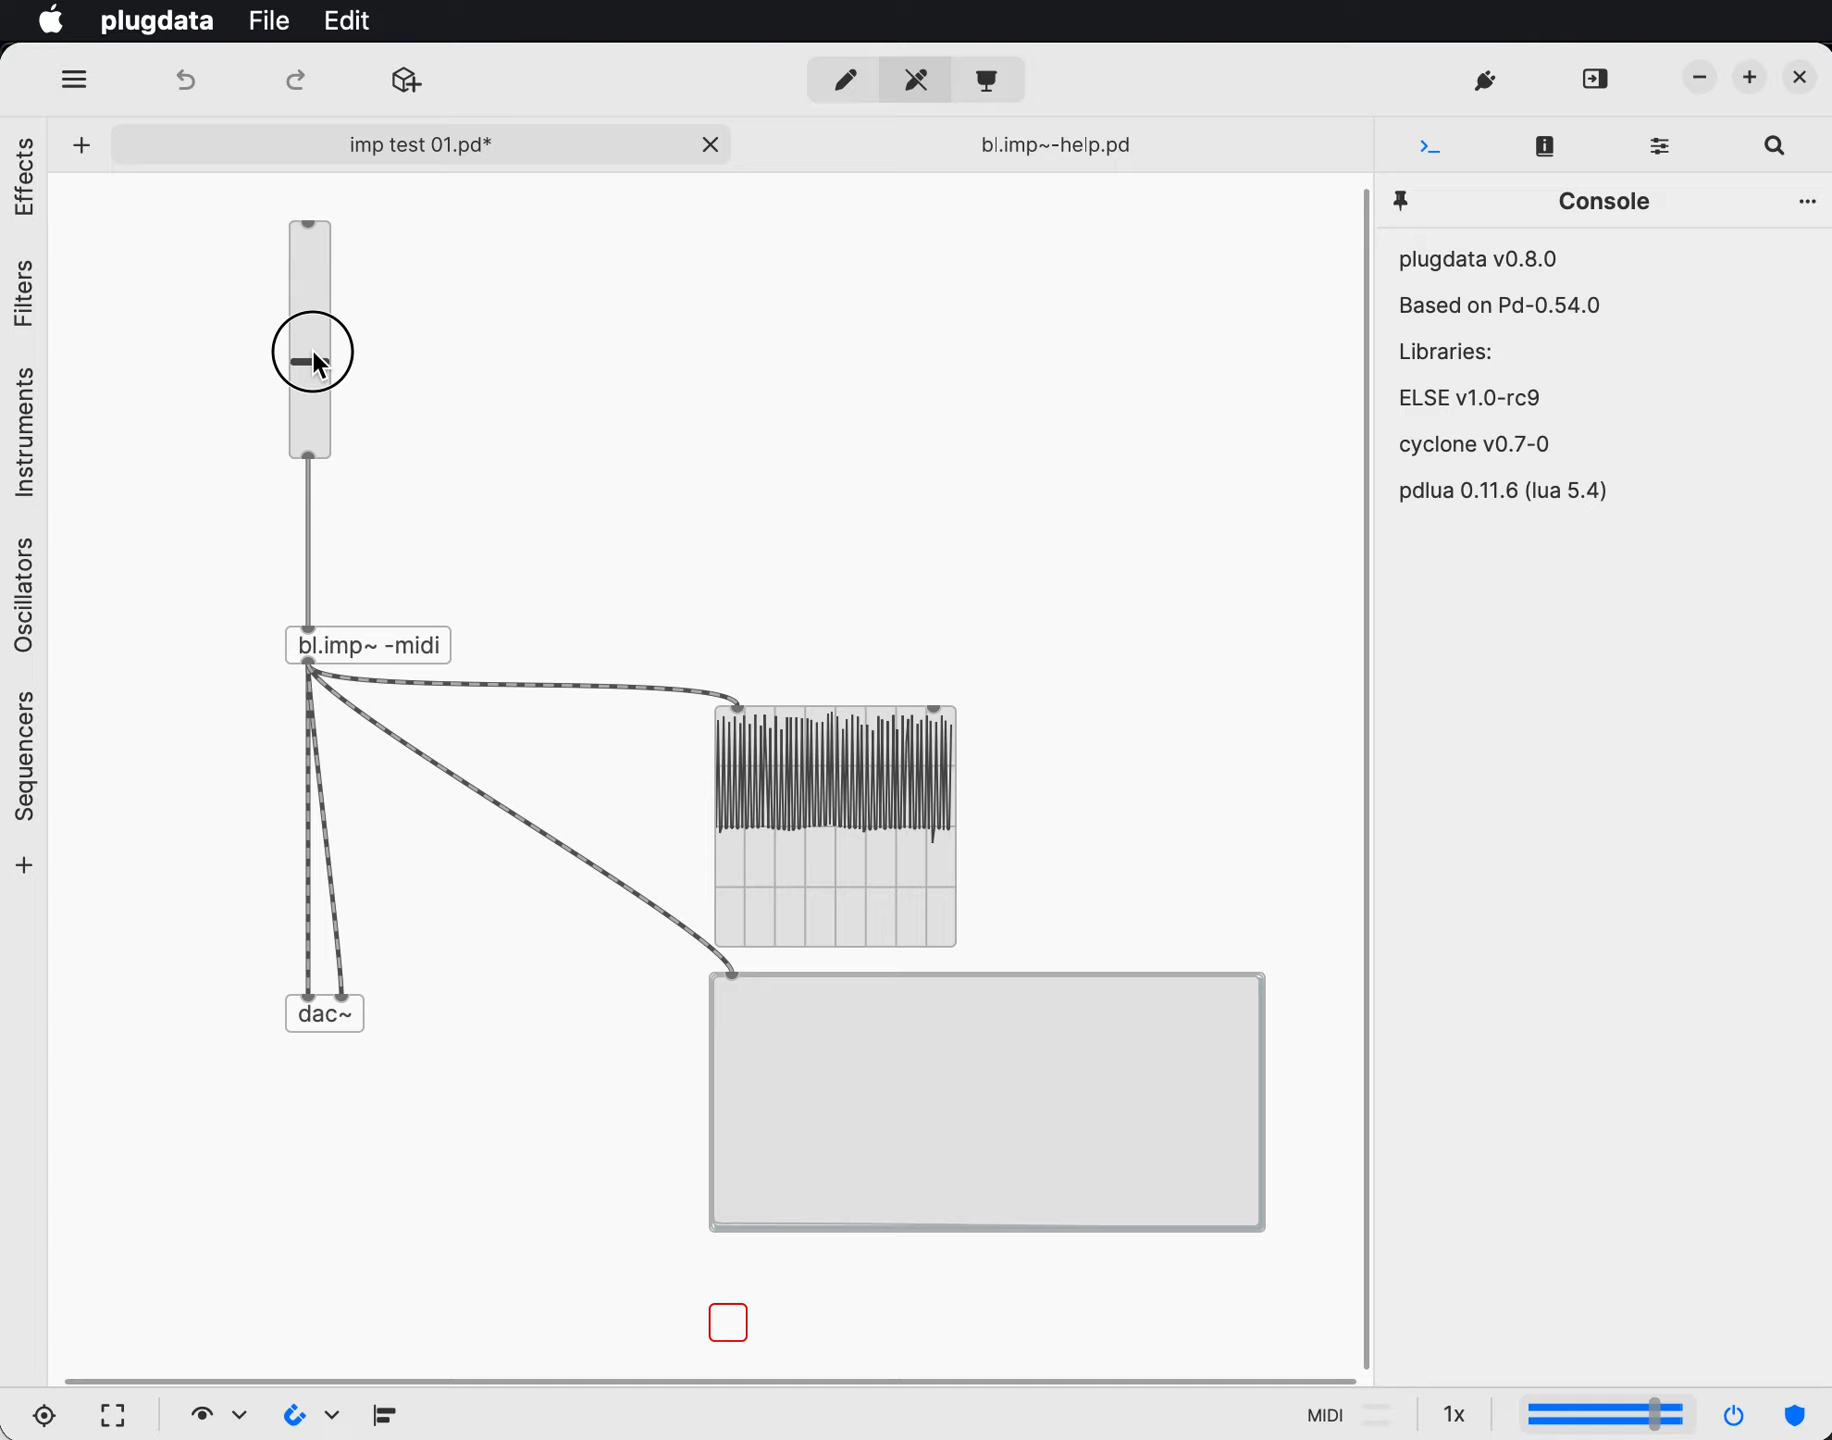 plugdata File Edit
imp test 01.pd*
bl.imp~-help.pd
Effects
Filters
Instruments
Oscillators
Sequencers
Console
plugdata v0.8.0
Based on Pd-0.54.0
Libraries:
ELSE v1.0-rc9
cyclone v0.7-0
pdlua 0.11.6 (lua 5.4)
bl.imp~ -midi
dac~
MIDI
1x